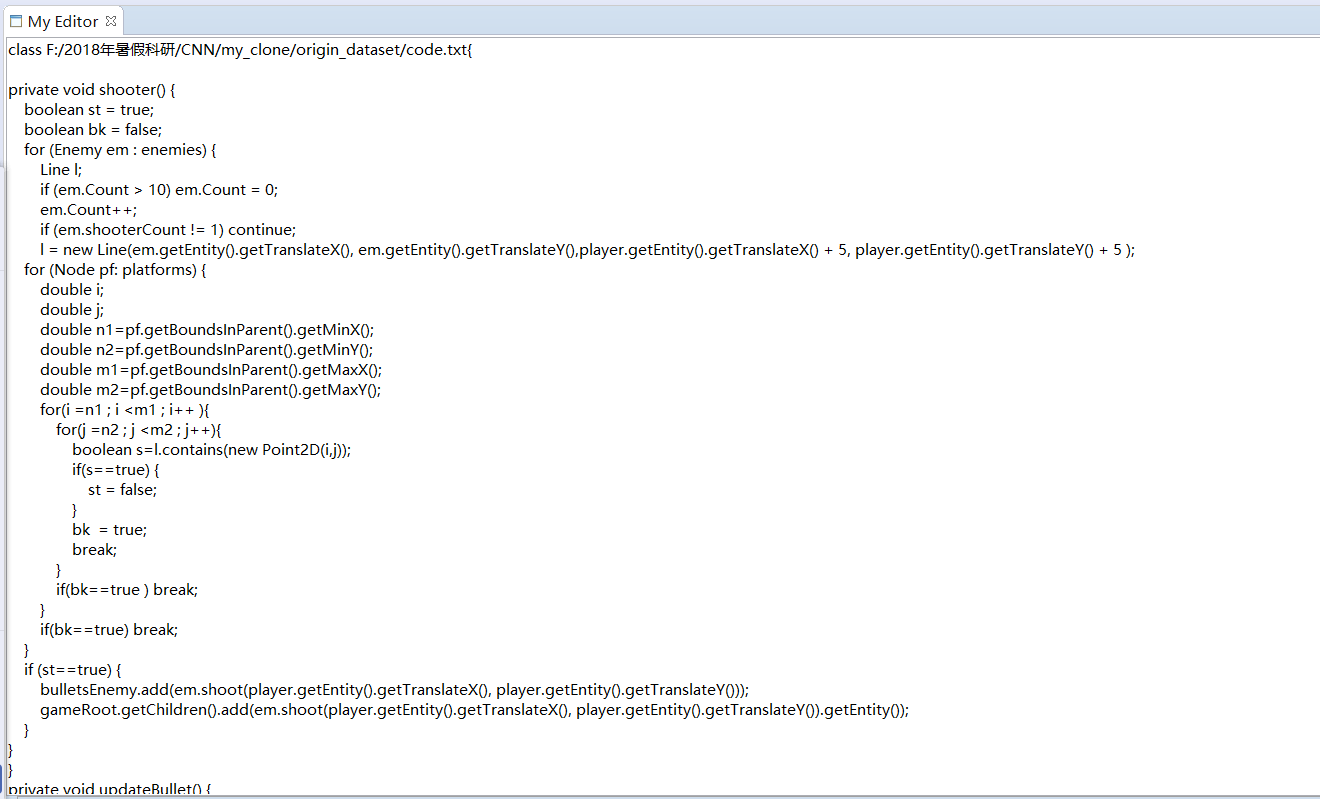 My Editor
class F:/2018年暑假科研/CNN/my_clone/origin_dataset/code.txt{
private void shooter() {
boolean st = true;
boolean bk = false;
for (Enemy em : enemies) {
Line l;
if (em.Count > 10) em.Count = 0;
em.Count++;
if (em.shooterCount != 1) continue;
l = new Line(em.getEntity().getTranslateX(), em.getEntity().getTranslateY(),player.getEntity().getTranslateX() + 5, player.getEntity().getTranslateY() + 5 );
for (Node pf: platforms) {
double i;
double j;
double n1=pf.getBoundsInParent().getMinX();
double n2=pf.getBoundsInParent().getMinY();
double m1=pf.getBoundsInParent().getMaxX();
double m2=pf.getBoundsInParent().getMaxY();
for(i =n1 ; i <m1 ; i++ ){
for(j =n2 ; j <m2 ; j++){
boolean s=l.contains(new Point2D(i,j));
if(s==true) {
st = false;
}
bk  = true;
break;
}
if(bk==true ) break;
}
if(bk==true) break;
}
if (st==true) {
bulletsEnemy.add(em.shoot(player.getEntity().getTranslateX(), player.getEntity().getTranslateY()));
gameRoot.getChildren().add(em.shoot(player.getEntity().getTranslateX(), player.getEntity().getTranslateY()).getEntity());
}
}
}
private void updateBullet() {